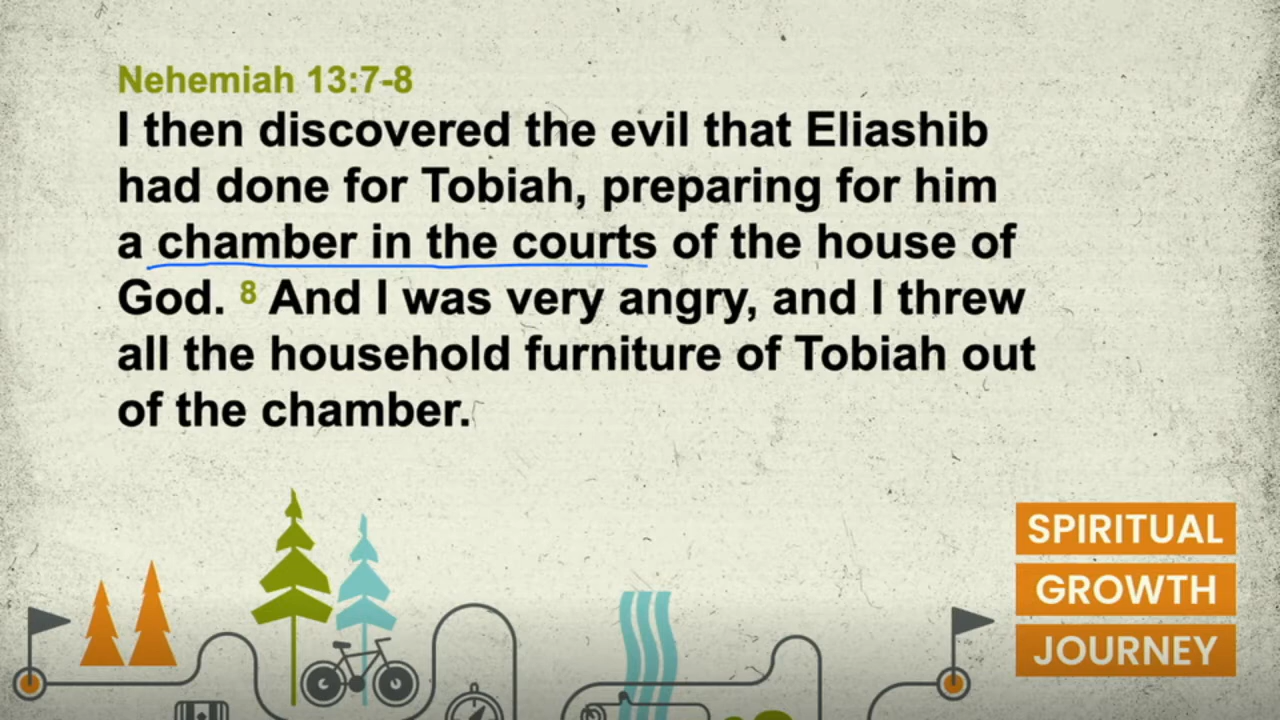 Nehemiah 13:7-8
I then discovered the evil that Eliashib
had done for Tobiah, preparing for him
a chamber in the courts of the house of
God. 8 And I was very angry, and I threw
all the household furniture of Tobiah out
of the chamber.
SPIRITUAL
GROWTH
JOURNEY